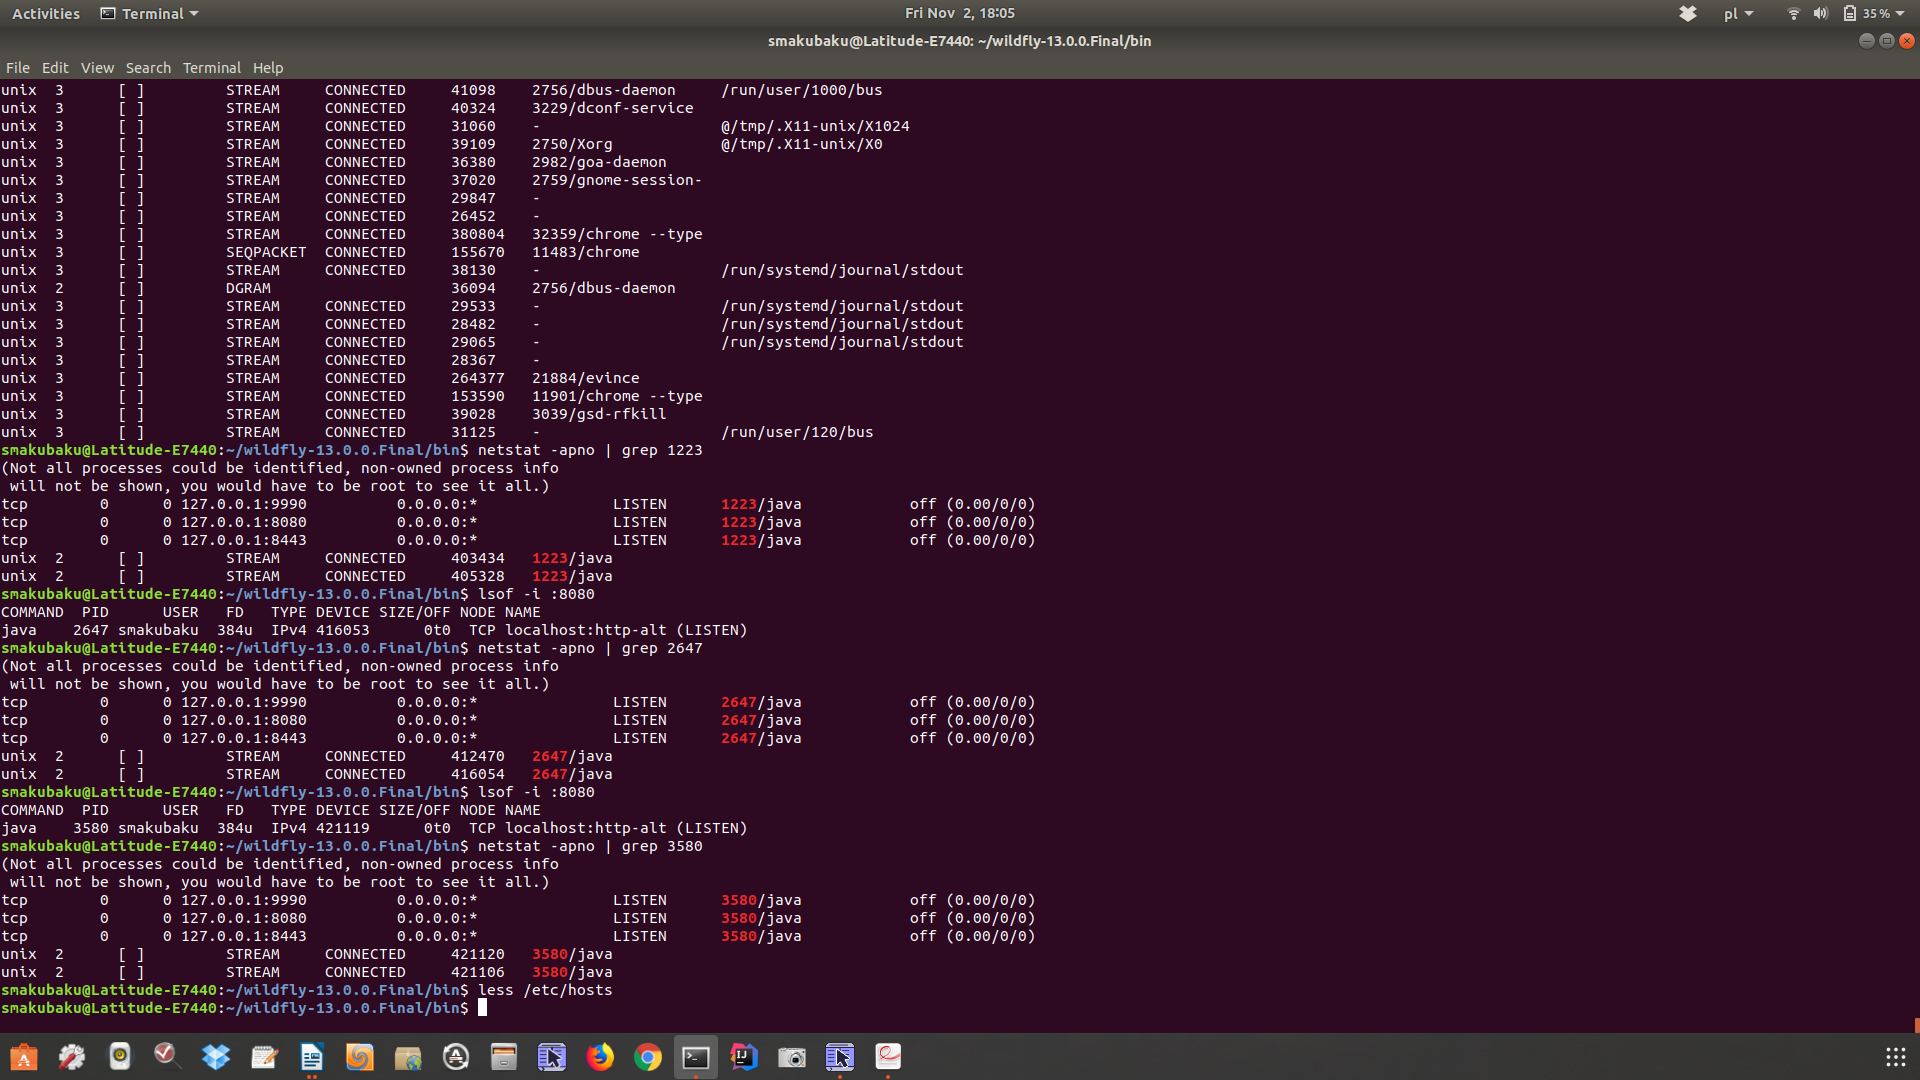 Activities Terminal Fri Nov 2, 18:05 pl 35 %
smakubaku@Latitude-E7440: ~/wildfly-13.0.0.Final/bin
File Edit View Search Terminal Help
unix  3      [ ]         STREAM     CONNECTED     41098    2756/dbus-daemon     /run/user/1000/bus
unix  3      [ ]         STREAM     CONNECTED     40324    3229/dconf-service
unix  3      [ ]         STREAM     CONNECTED     31060    -                    @/tmp/.X11-unix/X1024
unix  3      [ ]         STREAM     CONNECTED     39109    2750/Xorg            @/tmp/.X11-unix/X0
unix  3      [ ]         STREAM     CONNECTED     36380    2982/goa-daemon
unix  3      [ ]         STREAM     CONNECTED     37020    2759/gnome-session-
unix  3      [ ]         STREAM     CONNECTED     29847    -
unix  3      [ ]         STREAM     CONNECTED     26452    -
unix  3      [ ]         STREAM     CONNECTED     380804   32359/chrome --type
unix  3      [ ]         SEQPACKET  CONNECTED     155670   11483/chrome
unix  3      [ ]         STREAM     CONNECTED     38130    -                    /run/systemd/journal/stdout
unix  2      [ ]         DGRAM                    36094    2756/dbus-daemon
unix  3      [ ]         STREAM     CONNECTED     29533    -                    /run/systemd/journal/stdout
unix  3      [ ]         STREAM     CONNECTED     28482    -                    /run/systemd/journal/stdout
unix  3      [ ]         STREAM     CONNECTED     29065    -                    /run/systemd/journal/stdout
unix  3      [ ]         STREAM     CONNECTED     28367    -
unix  3      [ ]         STREAM     CONNECTED     264377   21884/evince
unix  3      [ ]         STREAM     CONNECTED     153590   11901/chrome --type
unix  3      [ ]         STREAM     CONNECTED     39028    3039/gsd-rfkill
unix  3      [ ]         STREAM     CONNECTED     31125    -                    /run/user/120/bus
smakubaku@Latitude-E7440:~/wildfly-13.0.0.Final/bin$ netstat -apno | grep 1223
(Not all processes could be identified, non-owned process info
 will not be shown, you would have to be root to see it all.)
tcp        0      0 127.0.0.1:9990          0.0.0.0:*               LISTEN      1223/java            off (0.00/0/0)
tcp        0      0 127.0.0.1:8080          0.0.0.0:*               LISTEN      1223/java            off (0.00/0/0)
tcp        0      0 127.0.0.1:8443          0.0.0.0:*               LISTEN      1223/java            off (0.00/0/0)
unix  2      [ ]         STREAM     CONNECTED     403434   1223/java
unix  2      [ ]         STREAM     CONNECTED     405328   1223/java
smakubaku@Latitude-E7440:~/wildfly-13.0.0.Final/bin$ lsof -i :8080
COMMAND  PID      USER   FD   TYPE DEVICE SIZE/OFF NODE NAME
java    2647 smakubaku  384u  IPv4 416053      0t0  TCP localhost:http-alt (LISTEN)
smakubaku@Latitude-E7440:~/wildfly-13.0.0.Final/bin$ netstat -apno | grep 2647
(Not all processes could be identified, non-owned process info
 will not be shown, you would have to be root to see it all.)
tcp        0      0 127.0.0.1:9990          0.0.0.0:*               LISTEN      2647/java            off (0.00/0/0)
tcp        0      0 127.0.0.1:8080          0.0.0.0:*               LISTEN      2647/java            off (0.00/0/0)
tcp        0      0 127.0.0.1:8443          0.0.0.0:*               LISTEN      2647/java            off (0.00/0/0)
unix  2      [ ]         STREAM     CONNECTED     412470   2647/java
unix  2      [ ]         STREAM     CONNECTED     416054   2647/java
smakubaku@Latitude-E7440:~/wildfly-13.0.0.Final/bin$ lsof -i :8080
COMMAND  PID      USER   FD   TYPE DEVICE SIZE/OFF NODE NAME
java    3580 smakubaku  384u  IPv4 421119      0t0  TCP localhost:http-alt (LISTEN)
smakubaku@Latitude-E7440:~/wildfly-13.0.0.Final/bin$ netstat -apno | grep 3580
(Not all processes could be identified, non-owned process info
 will not be shown, you would have to be root to see it all.)
tcp        0      0 127.0.0.1:9990          0.0.0.0:*               LISTEN      3580/java            off (0.00/0/0)
tcp        0      0 127.0.0.1:8080          0.0.0.0:*               LISTEN      3580/java            off (0.00/0/0)
tcp        0      0 127.0.0.1:8443          0.0.0.0:*               LISTEN      3580/java            off (0.00/0/0)
unix  2      [ ]         STREAM     CONNECTED     421120   3580/java
unix  2      [ ]         STREAM     CONNECTED     421106   3580/java
smakubaku@Latitude-E7440:~/wildfly-13.0.0.Final/bin$ less /etc/hosts
smakubaku@Latitude-E7440:~/wildfly-13.0.0.Final/bin$
IJ